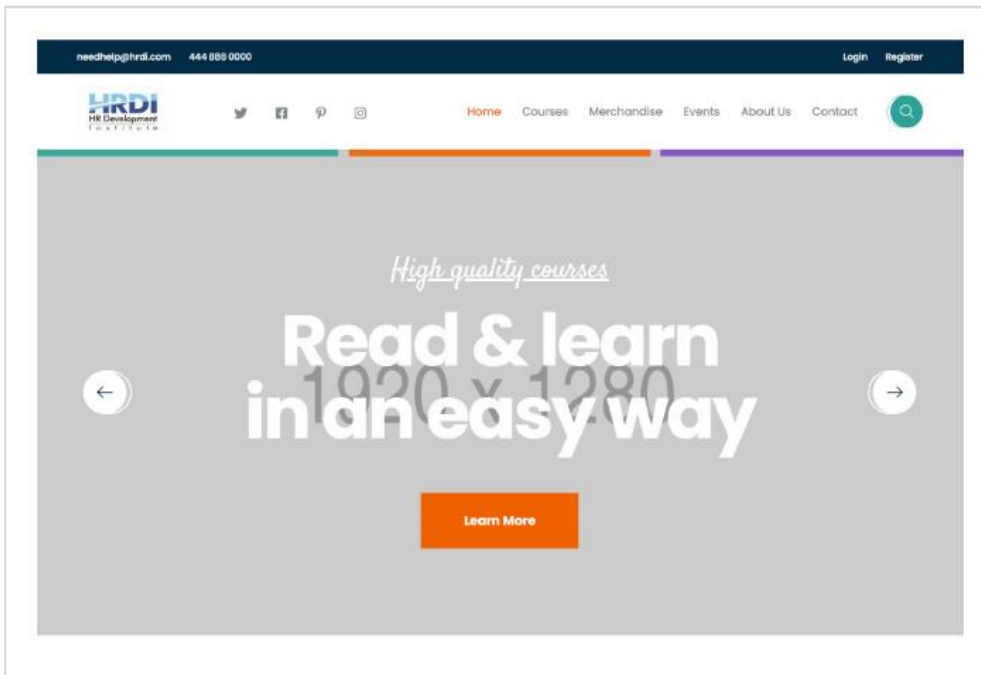 needhelp@hrdi.com 444 888 0000 Login Register
HRDI
HR Development
Institute
Home Courses Merchandise Events About Us Contact
High quality courses
Read & learn
1920 x 1280
in an easy way
Learn More